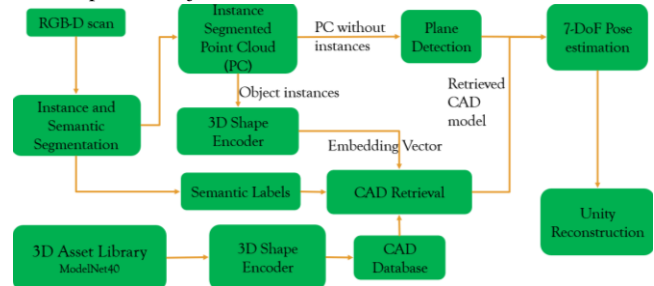 RGB-D scan
Instance
Segmented
Point Cloud
(PC)
PC without
instances
Plane
Detection
7-DoF Pose
estimation
Instance and
Semantic
Segmentation
Object instances
3D Shape
Encoder
Retrieved
CAD
model
Embedding Vector
Semantic Labels
CAD Retrieval
Unity
Reconstruction
3D Asset Library
ModelNet40
3D Shape
Encoder
CAD
Database